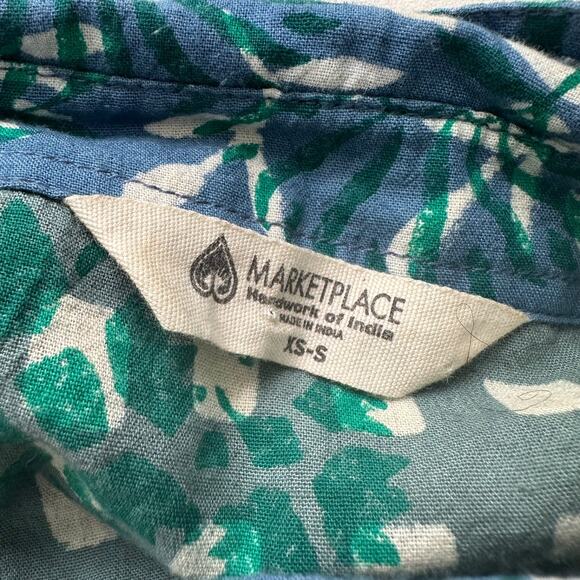 MARKETPLACE
Handwork of India
MADE IN INDIA
XS-S